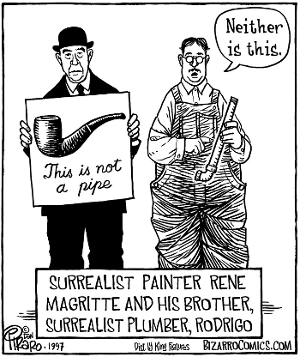 Neither
is this.
This is not
a pipe
SURREALIST PAINTER RENE
MAGRITTE AND HIS BROTHER,
SURREALIST PLUMBER, RODRIGO
© DAN
PIRARO · 1997
Dist. by King Features
BIZARROCOMICS.COM